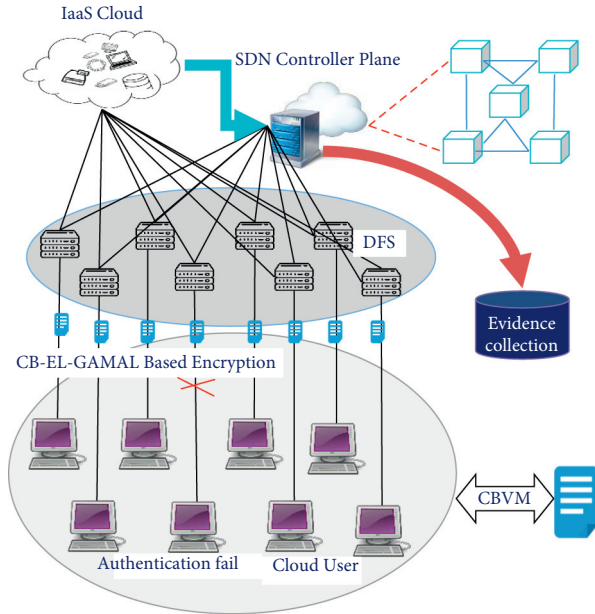 IaaS Cloud
SDN Controller Plane
DFS
Evidence
collection
CB-EL-GAMAL Based Encryption
CBVM
Authentication fail
Cloud User